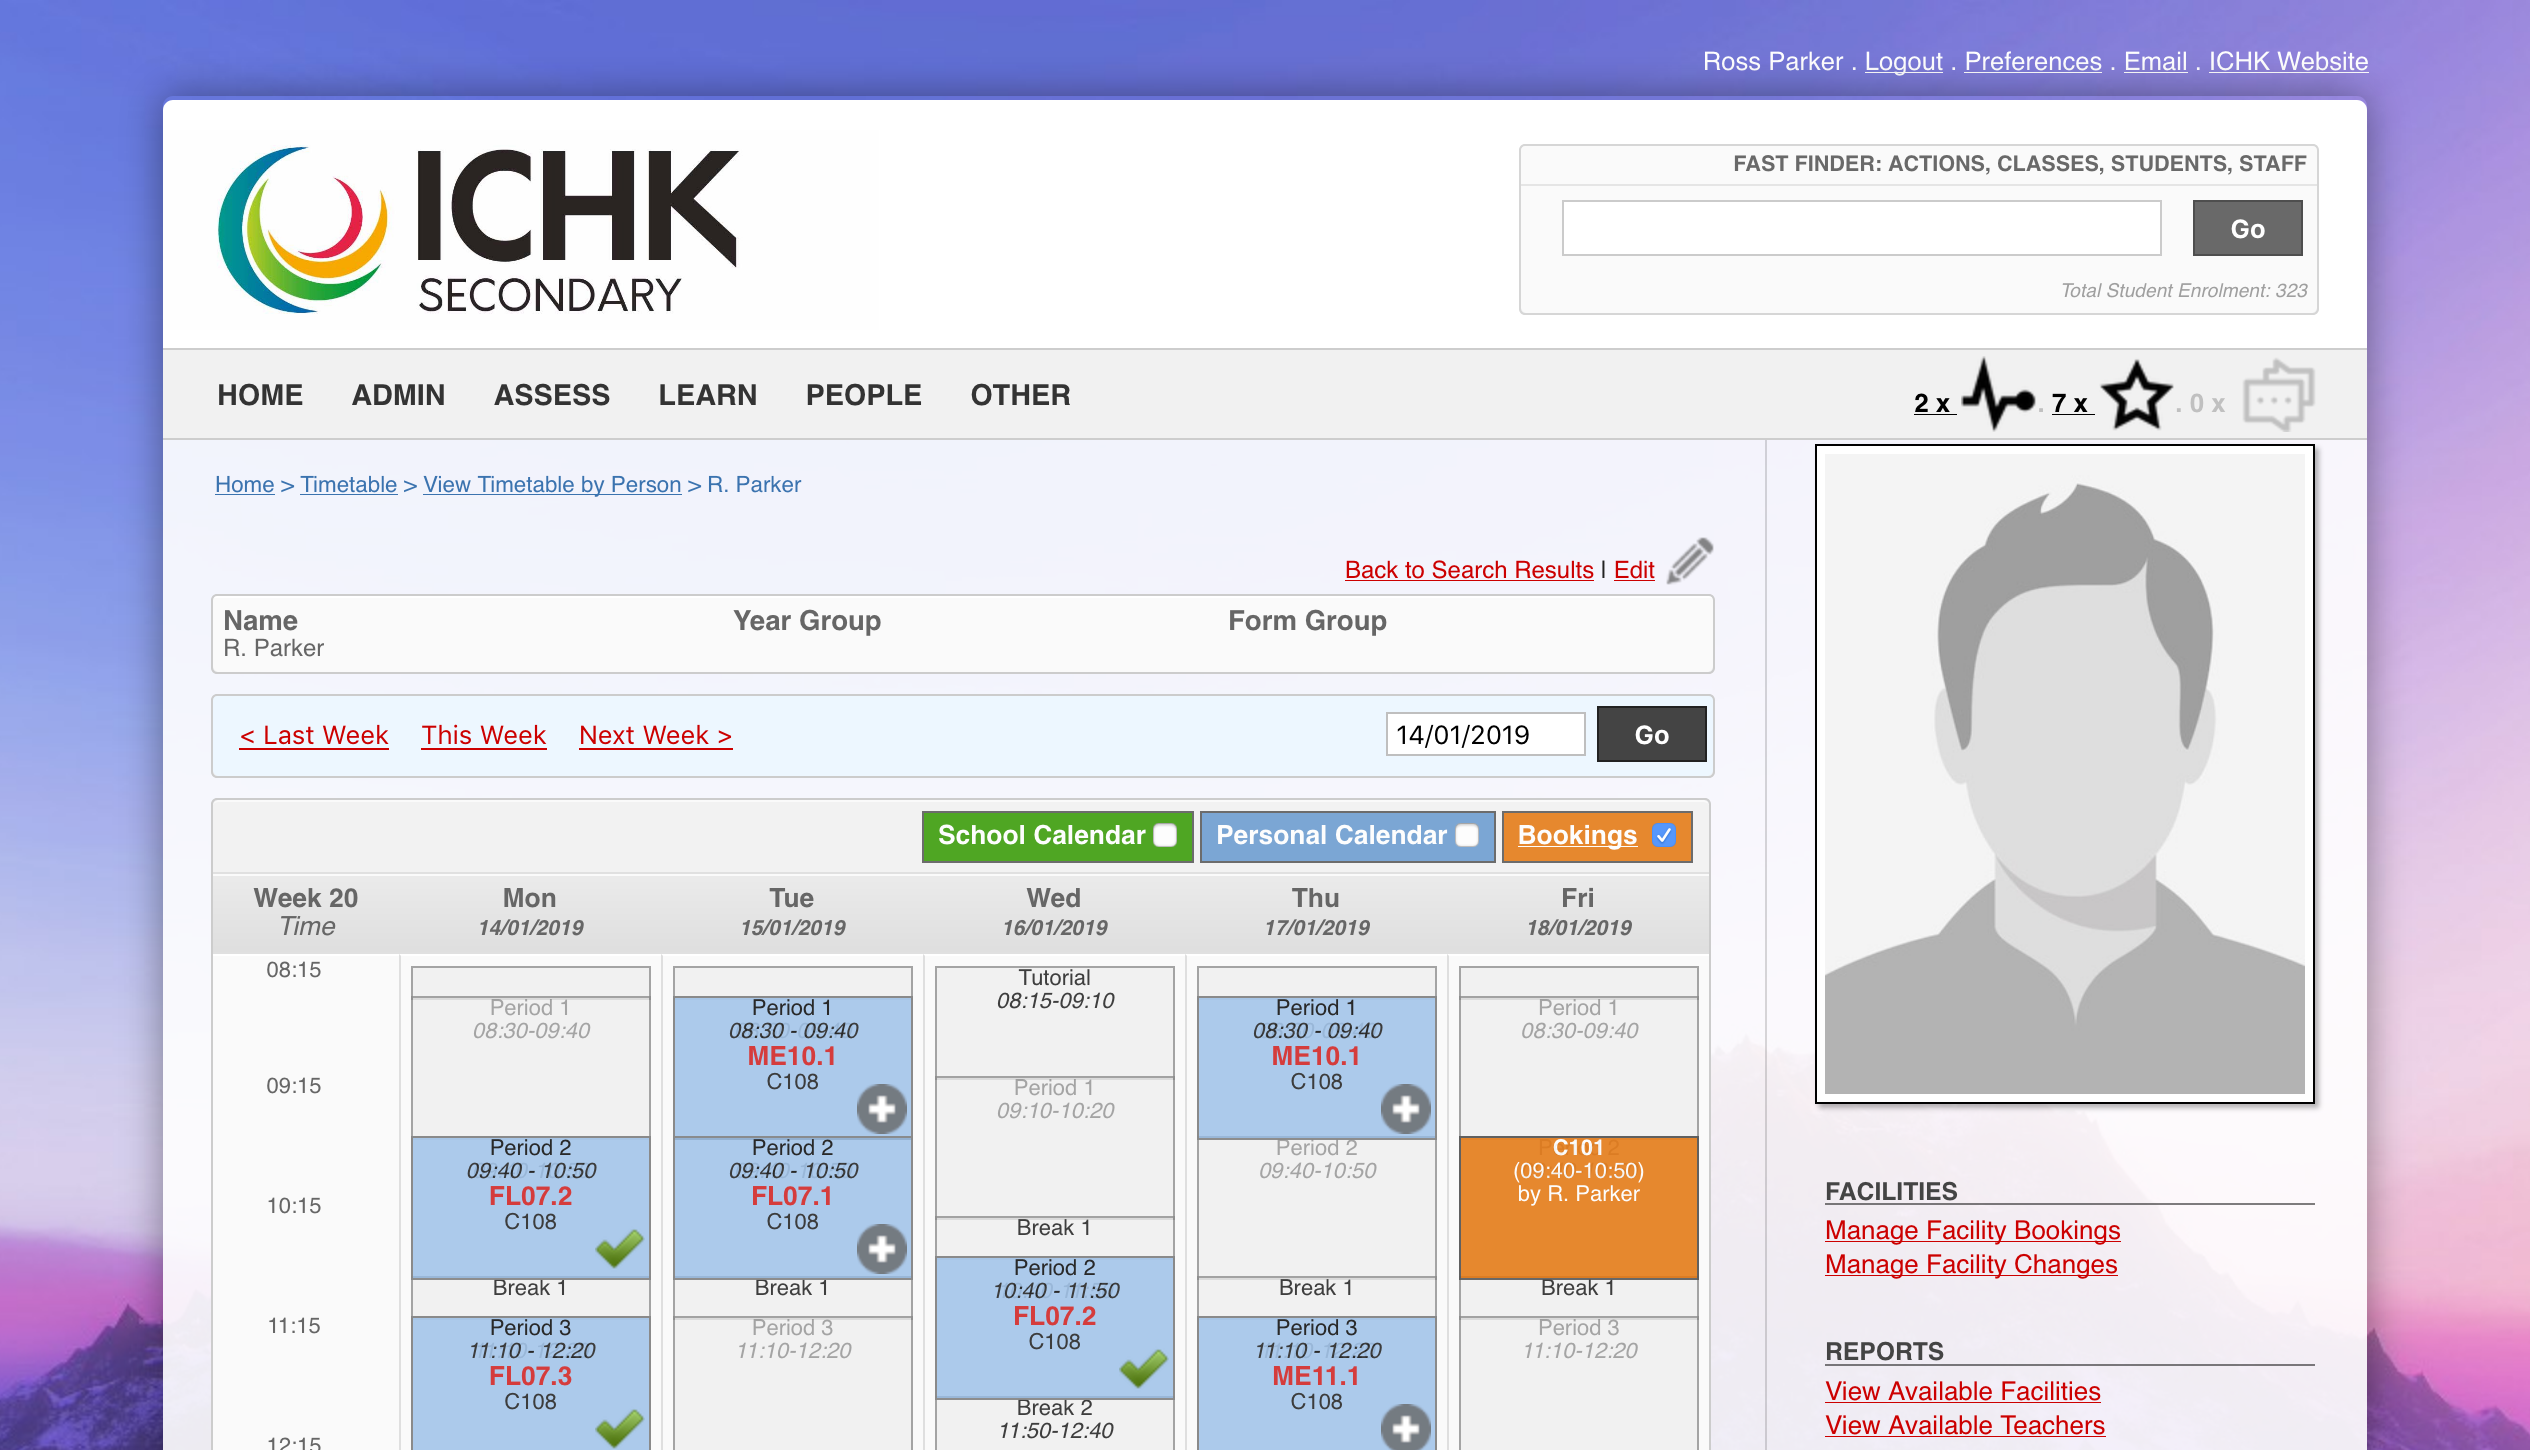 Ross Parker . Logout . Preferences . Email . ICHK Website
ICHK
SECONDARY
FAST FINDER: ACTIONS, CLASSES, STUDENTS, STAFF
Go
Total Student Enrolment: 323
HOME ADMIN ASSESS LEARN PEOPLE OTHER
2 x . 7 x . 0 x
Home > Timetable > View Timetable by Person > R. Parker
Back to Search Results | Edit
Name Year Group Form Group
R. Parker
< Last Week This Week Next Week >
14/01/2019 Go
School Calendar Personal Calendar Bookings
Week 20 Mon Tue Wed Thu Fri
Time 14/01/2019 15/01/2019 16/01/2019 17/01/2019 18/01/2019
08:15
09:15
10:15
11:15
12:15
Period 1
08:30-09:40
Period 2
09:40 - 10:50
FL07.2
C108
Break 1
Period 3
11:10 - 12:20
FL07.3
C108
Period 1
08:30 - 09:40
ME10.1
C108
Period 2
09:40 - 10:50
FL07.1
C108
Break 1
Period 3
11:10-12:20
Tutorial
08:15-09:10
Period 1
09:10-10:20
Break 1
Period 2
10:40 - 11:50
FL07.2
C108
Break 2
11:50-12:40
Period 1
08:30 - 09:40
ME10.1
C108
Period 2
09:40-10:50
Break 1
Period 3
11:10 - 12:20
ME11.1
C108
Period 1
08:30-09:40
C101
(09:40-10:50)
by R. Parker
Break 1
Period 3
11:10-12:20
FACILITIES
Manage Facility Bookings
Manage Facility Changes
REPORTS
View Available Facilities
View Available Teachers